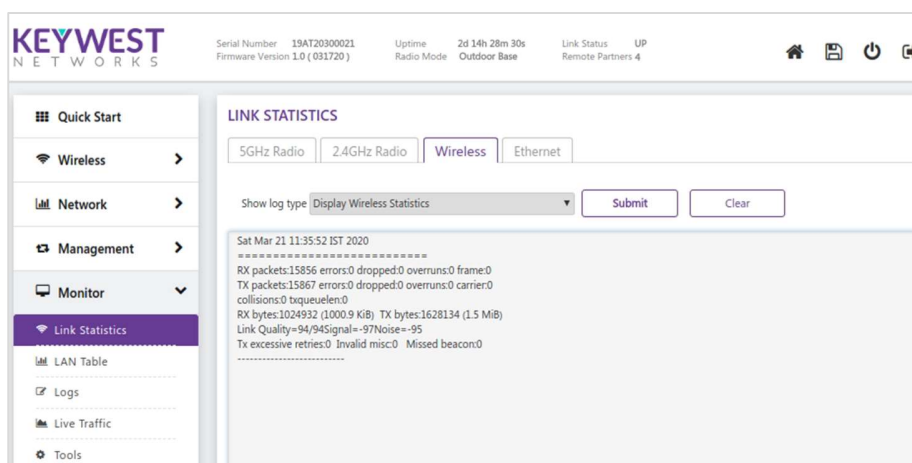 KEYWEST
NETWORKS
Serial Number 19AT20300021 Uptime 2d 14h 28m 30s Link Status UP
Firmware Version 1.0 ( 031720 ) Radio Mode Outdoor Base Remote Partners 4
Quick Start
Wireless
Network
Management
Monitor
Link Statistics
LAN Table
Logs
Live Traffic
Tools
LINK STATISTICS
5GHz Radio 2.4GHz Radio Wireless Ethernet
Show log type Display Wireless Statistics Submit Clear
Sat Mar 21 11:35:52 IST 2020
===========================
RX packets:15856 errors:0 dropped:0 overruns:0 frame:0
TX packets:15867 errors:0 dropped:0 overruns:0 carrier:0
collisions:0 txqueuelen:0
RX bytes:1024932 (1000.9 KiB) TX bytes:1628134 (1.5 MiB)
Link Quality=94/94Signal=-97Noise=-95
Tx excessive retries:0 Invalid misc:0 Missed beacon:0
--------------------------